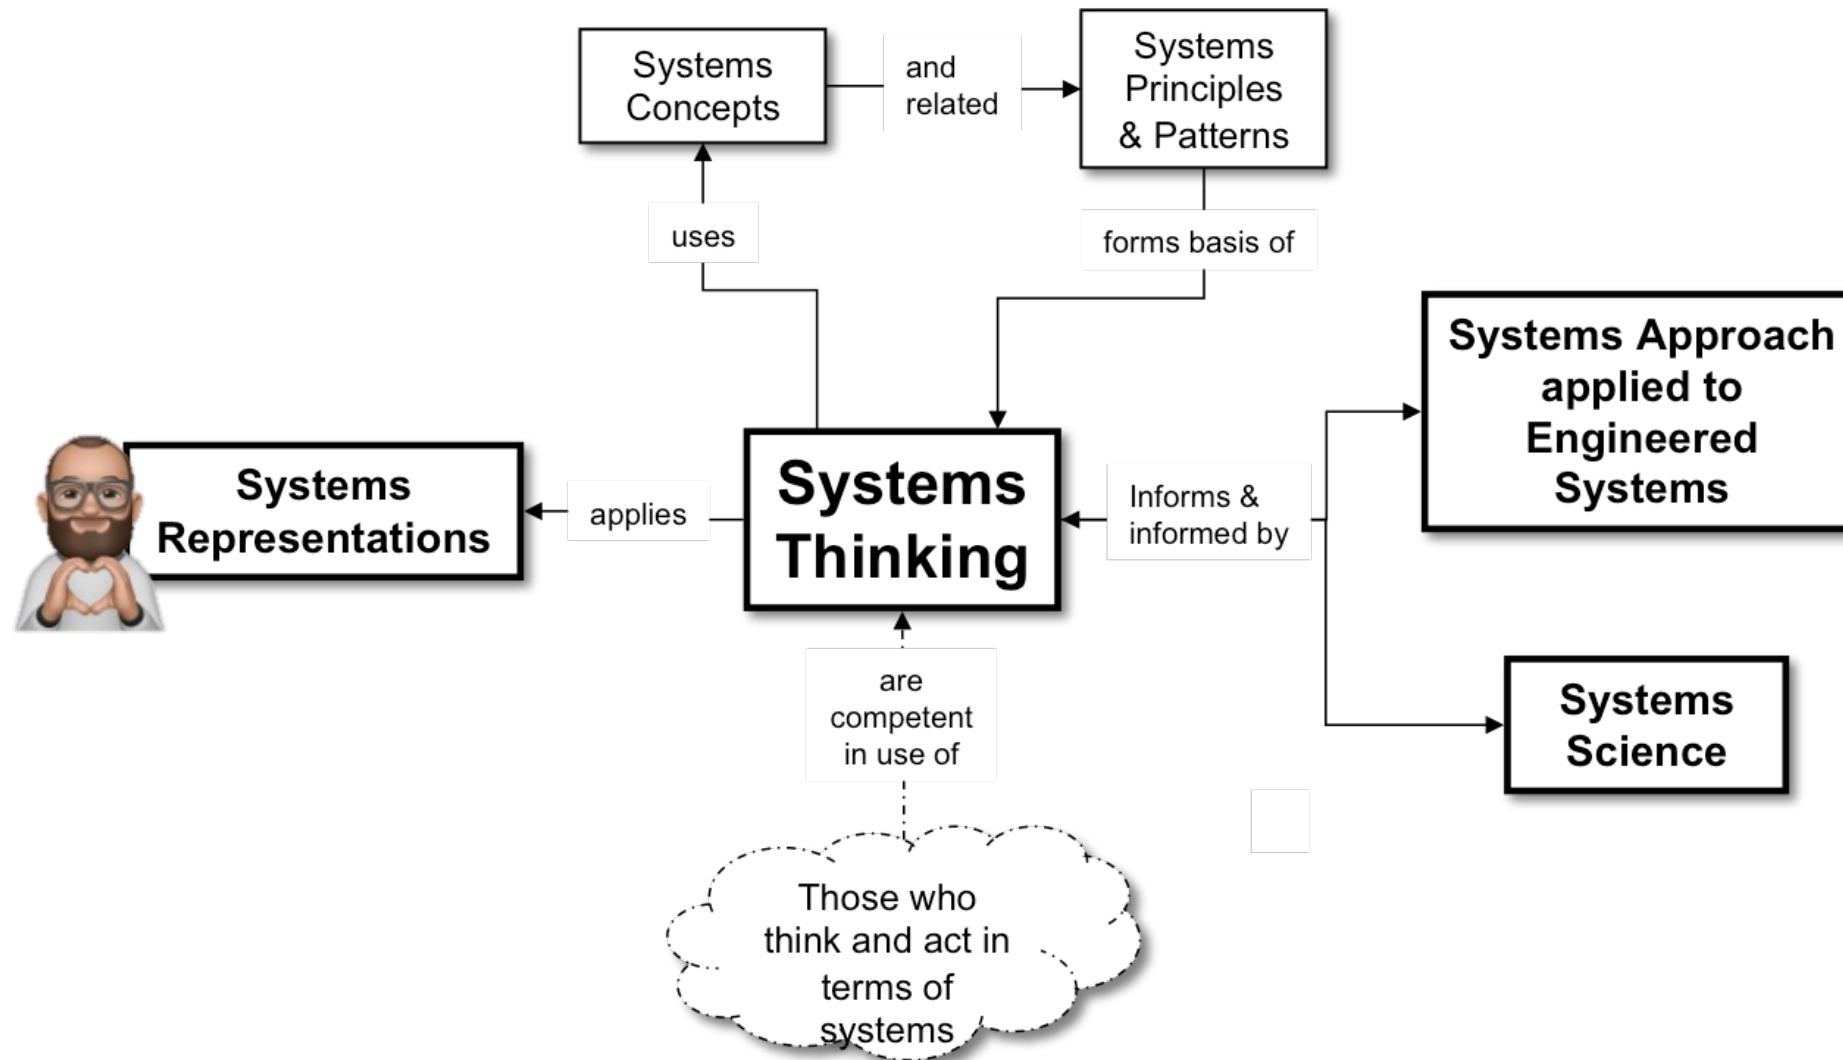 Systems
Concepts
and
related
Systems
Principles
& Patterns
uses
forms basis of
Systems Approach
applied to
Engineered
Systems
Systems
Representations
applies
Systems
Thinking
Informs &
informed by
are
competent
in use of
Systems
Science
Those who
think and act in
terms of
systems